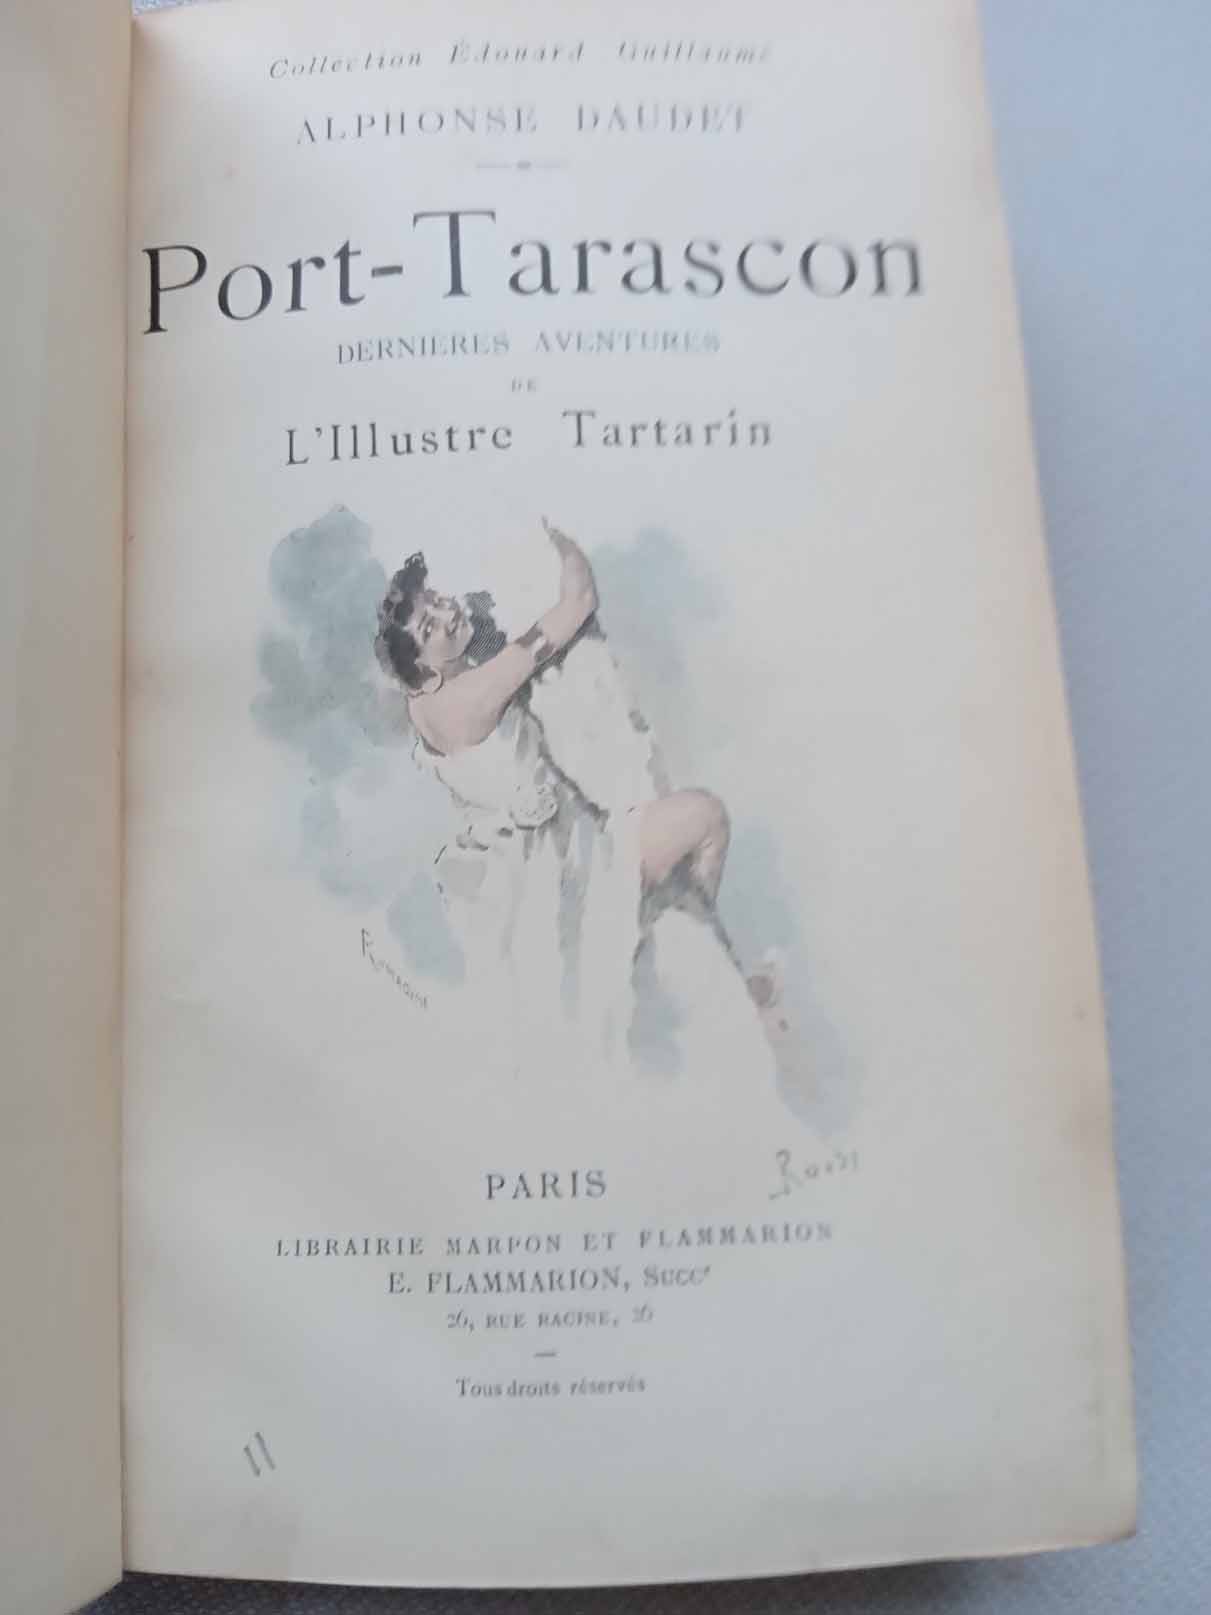 Collection Édouard Guillaume
ALPHONSE DAUDET
Port-Tarascon
DERNIÈRES AVENTURES
DE
L'Illustre Tartarin
PARIS
LIBRAIRIE MARPON ET FLAMMARION
E. FLAMMARION, Succr
26, RUE RACINE, 26
Tous droits réservés